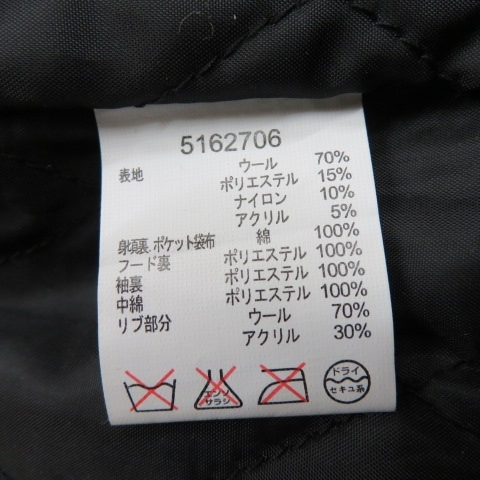 5162706
表地 ウール 70%
ポリエステル 15%
ナイロン 10%
アクリル 5%
身頃裏、ポケット袋布 綿 100%
フード裏 ポリエステル 100%
袖裏 ポリエステル 100%
中綿 ポリエステル 100%
リブ部分 ウール 70%
アクリル 30%
エンソ
サラシ
ドライ
セキユ系